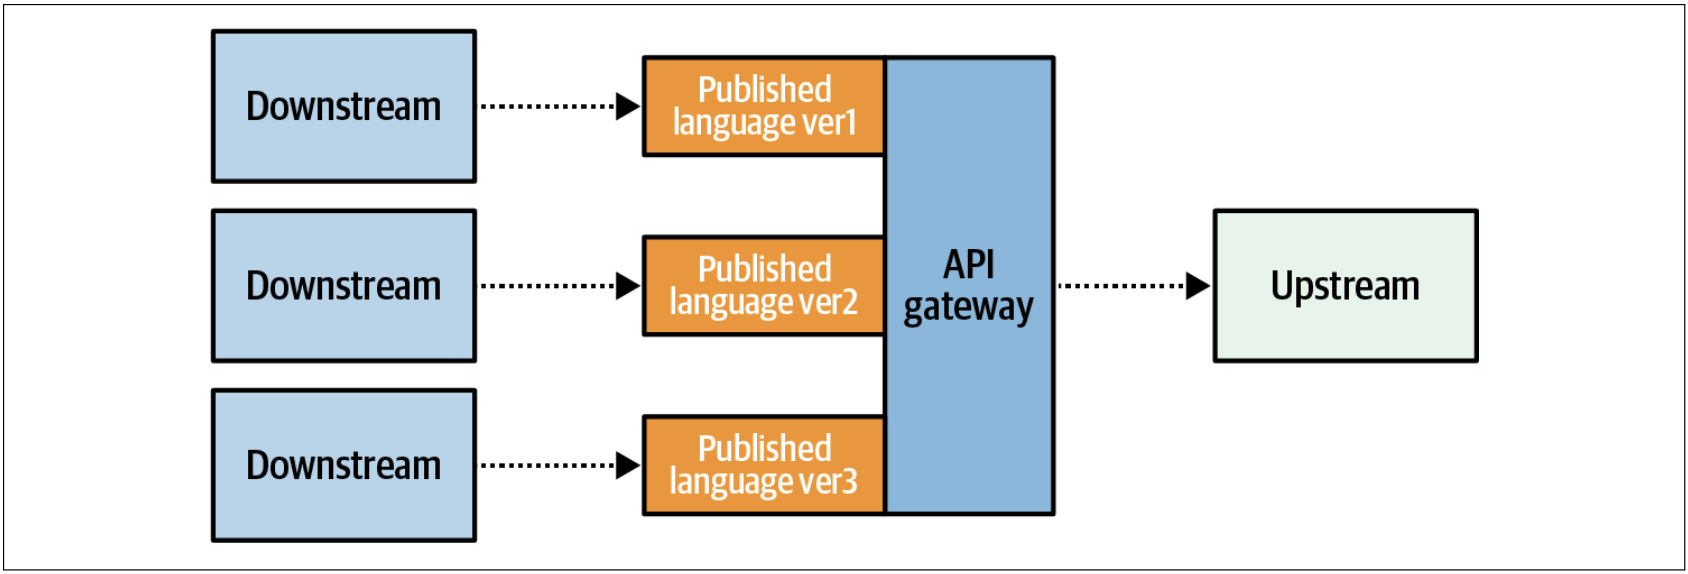 Downstream
Published
language ver1
Downstream
Published
language ver2
API
gateway
Upstream
Downstream
Published
language ver3